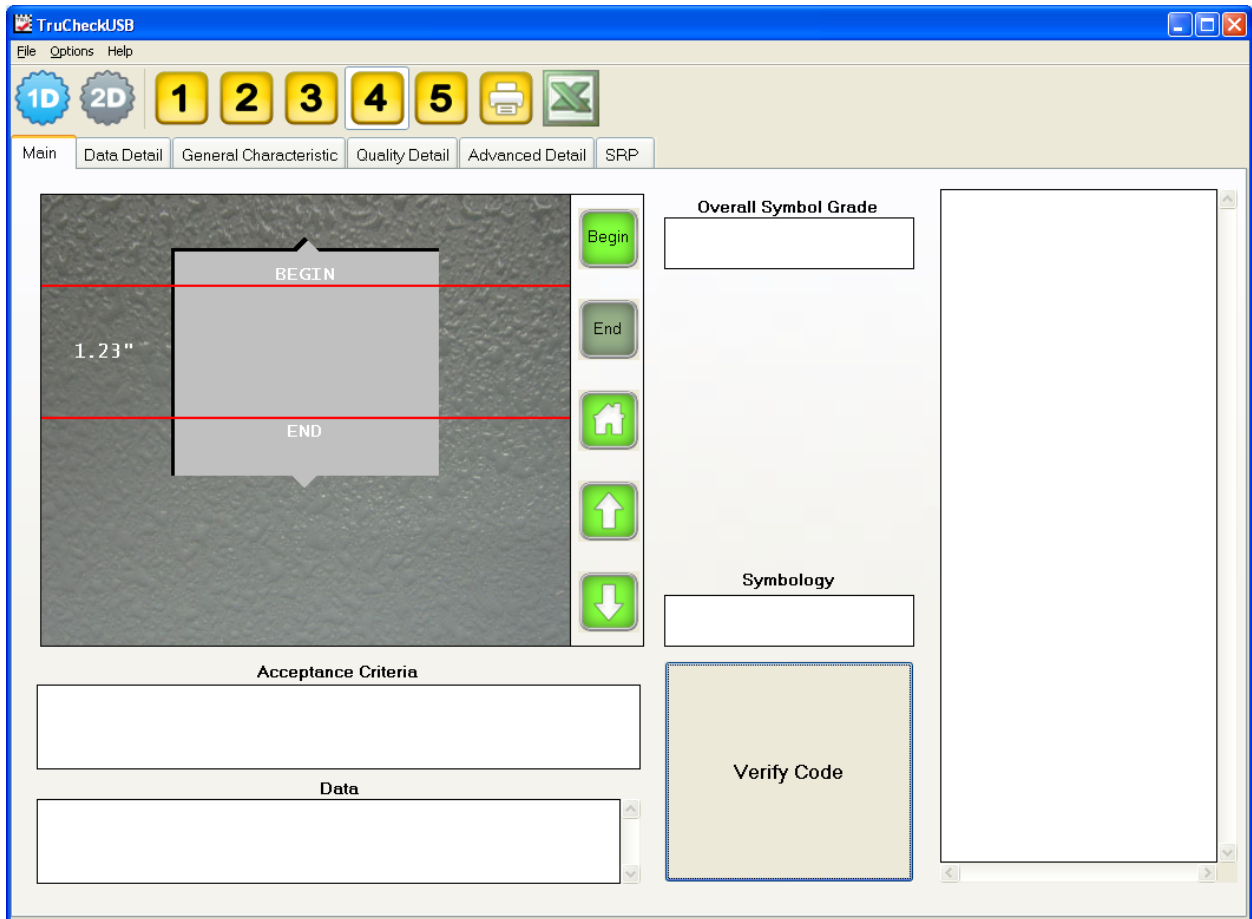 TruCheckUSB
File Options Help
1D 2D 1 2 3 4 5
Main Data Detail General Characteristic Quality Detail Advanced Detail SRP
BEGIN
1.23"
END
Begin
End
Overall Symbol Grade
Symbology
Acceptance Criteria
Data
Verify Code